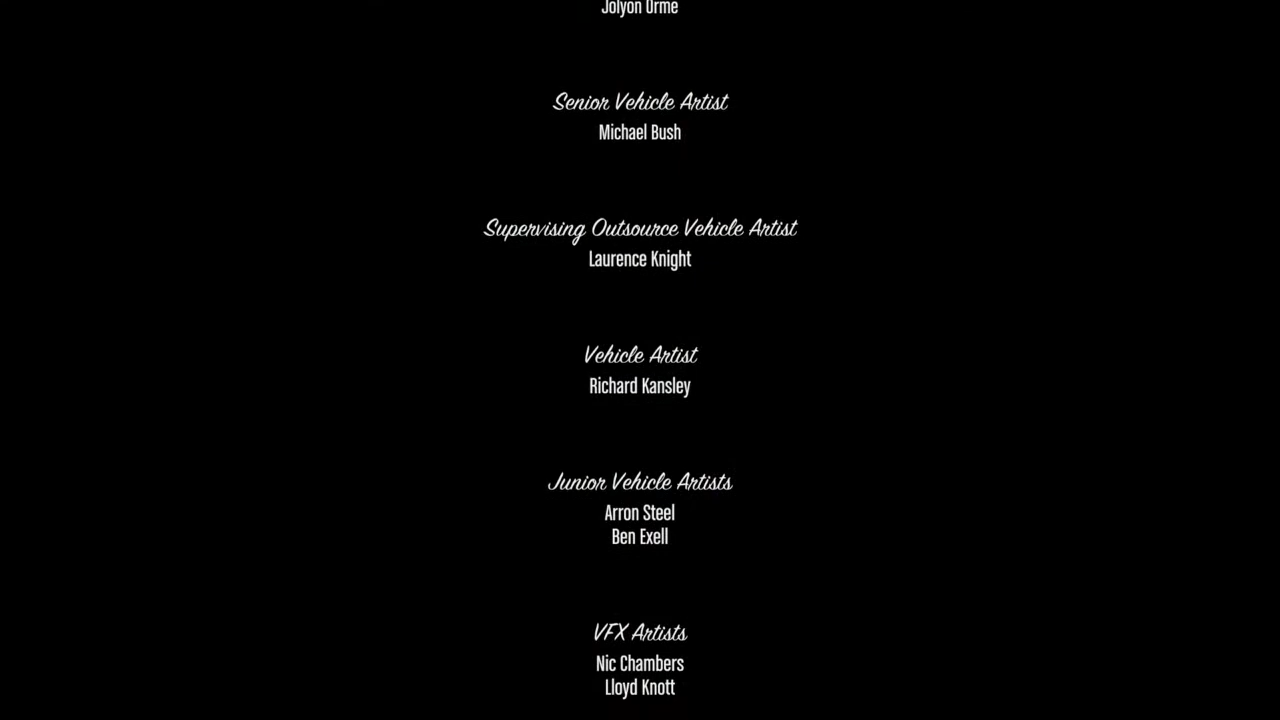 Jolyon Orme
Senior Vehicle Artist
Michael Bush
Supervising Outsource Vehicle Artist
Laurence Knight
Vehicle Artist
Richard Kansley
Junior Vehicle Artists
Arron Steel
Ben Exell
VFX Artists
Nic Chambers
Lloyd Knott